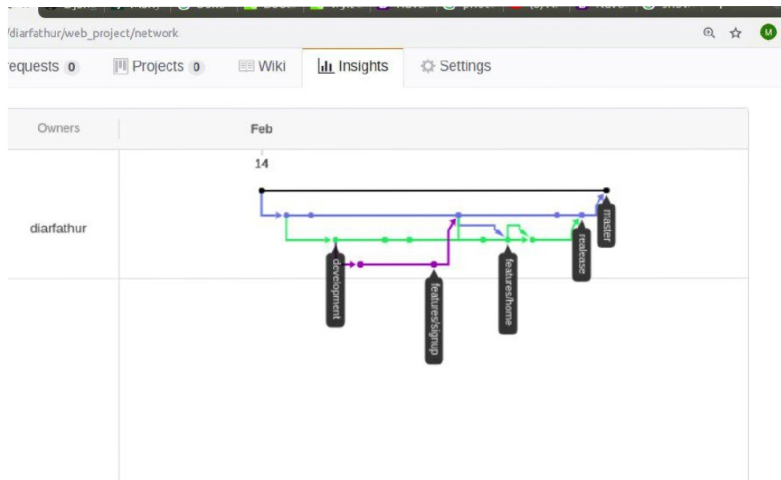 /diarfathur/web_project/network
equests 0 Projects 0 Wiki Insights Settings
Owners Feb
14
diarfathur
master
realease
development
features/home
features/signup